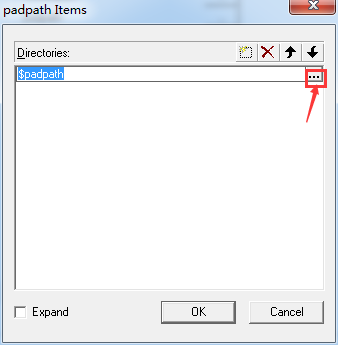 padpath Items
Directories:
$padpath
...
Expand
OK
Cancel